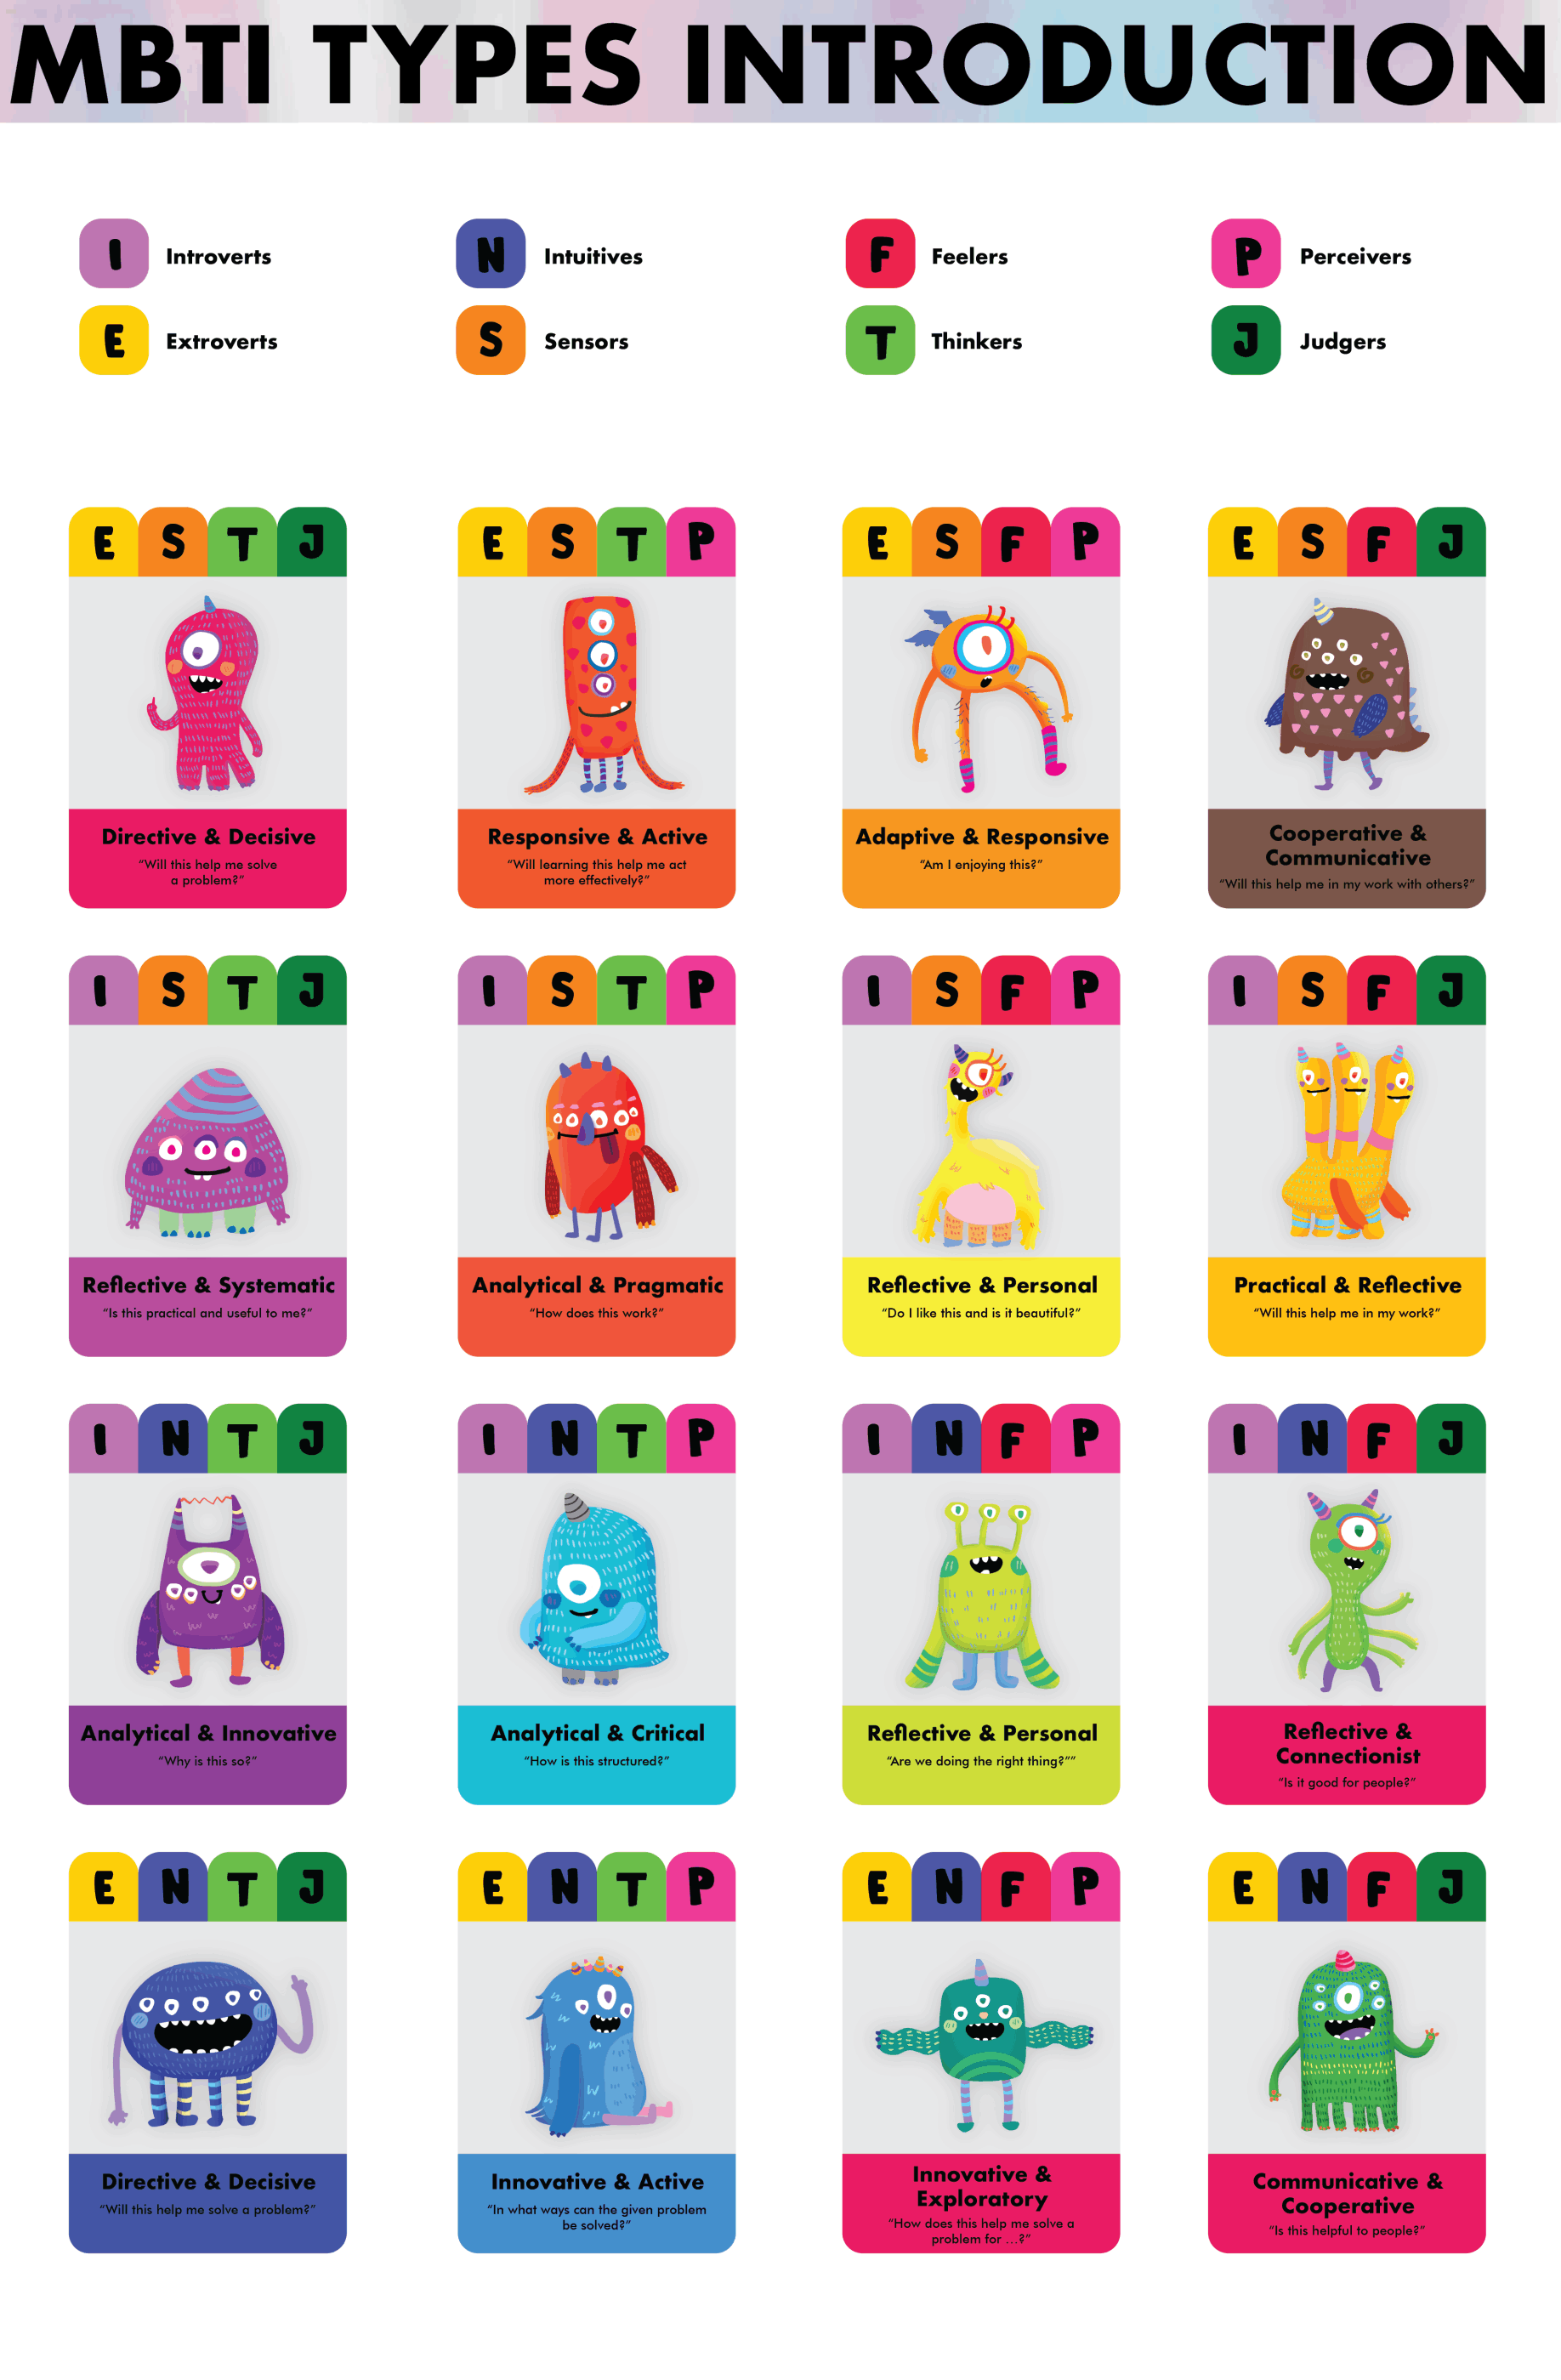 MBTI TYPES INTRODUCTION
I Introverts
N Intuitives
F Feelers
P Perceivers
E Extroverts
S Sensors
T Thinkers
J Judgers
E S T J
Directive & Decisive
“Will this help me solve
a problem?”
E S T P
Responsive & Active
“Will learning this help me act
more effectively?”
E S F P
Adaptive & Responsive
“Am I enjoying this?”
E S F J
Cooperative &
Communicative
“Will this help me in my work with others?”
I S T J
Reflective & Systematic
“Is this practical and useful to me?”
I S T P
Analytical & Pragmatic
“How does this work?”
I S F P
Reflective & Personal
“Do I like this and is it beautiful?”
I S F J
Practical & Reflective
“Will this help me in my work?”
I N T J
Analytical & Innovative
“Why is this so?”
I N T P
Analytical & Critical
“How is this structured?”
I N F P
Reflective & Personal
“Are we doing the right thing?””
I N F J
Reflective &
Connectionist
“Is it good for people?”
E N T J
Directive & Decisive
“Will this help me solve a problem?”
E N T P
Innovative & Active
“In what ways can the given problem
be solved?”
E N F P
Innovative &
Exploratory
“How does this help me solve a
problem for ...?”
E N F J
Communicative &
Cooperative
“Is this helpful to people?”